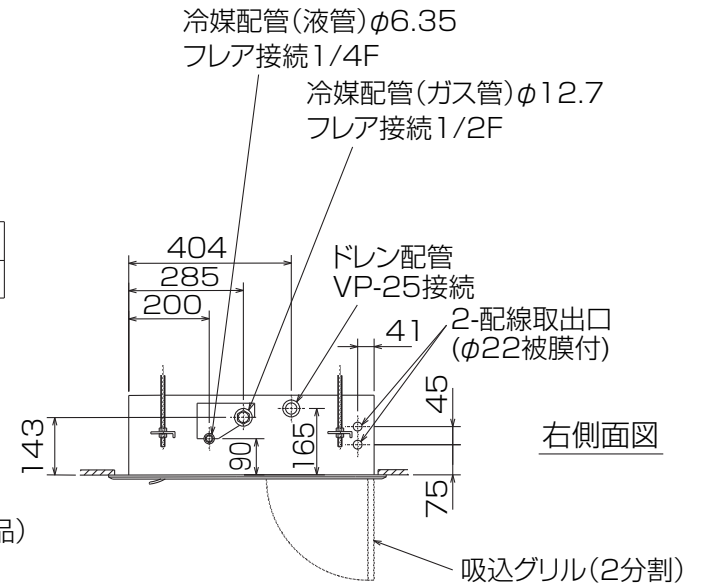 冷媒配管(液管)φ6.35
フレア接続1/4F
冷媒配管(ガス管)φ12.7
フレア接続1/2F
404
285
200
ドレン配管
VP-25接続
41
2-配線取出口
(φ22被膜付)
45
143
90
165
75
右側面図
品)
吸込グリル(2分割)